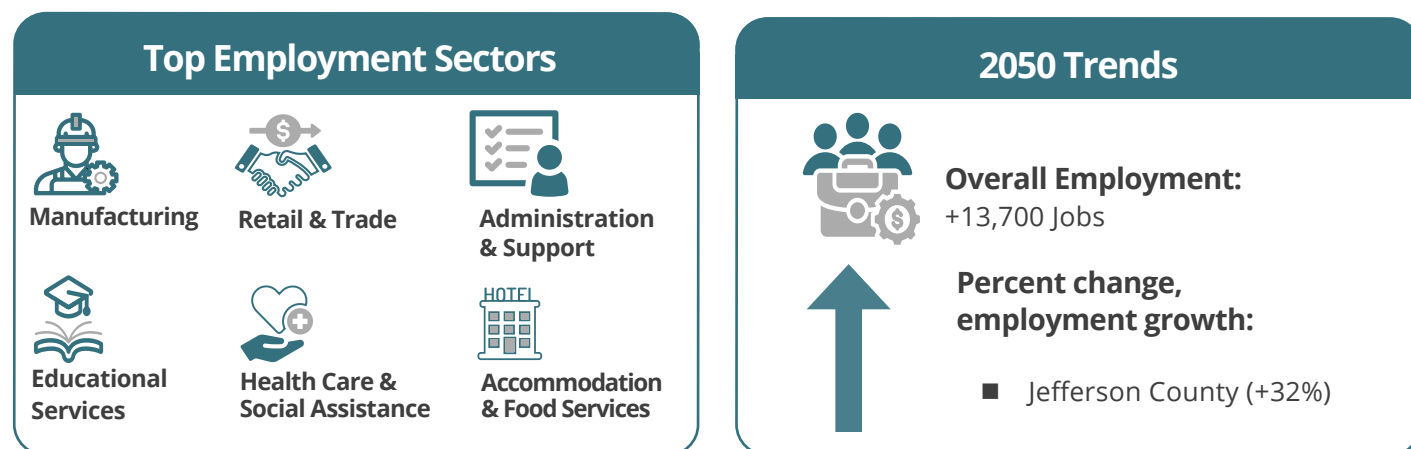 Top Employment Sectors
Manufacturing
Retail & Trade
Administration
& Support
Educational
Services
Health Care &
Social Assistance
HOTEL
Accommodation
& Food Services
2050 Trends
Overall Employment:
+13,700 Jobs
Percent change,
employment growth:
■ Jefferson County (+32%)